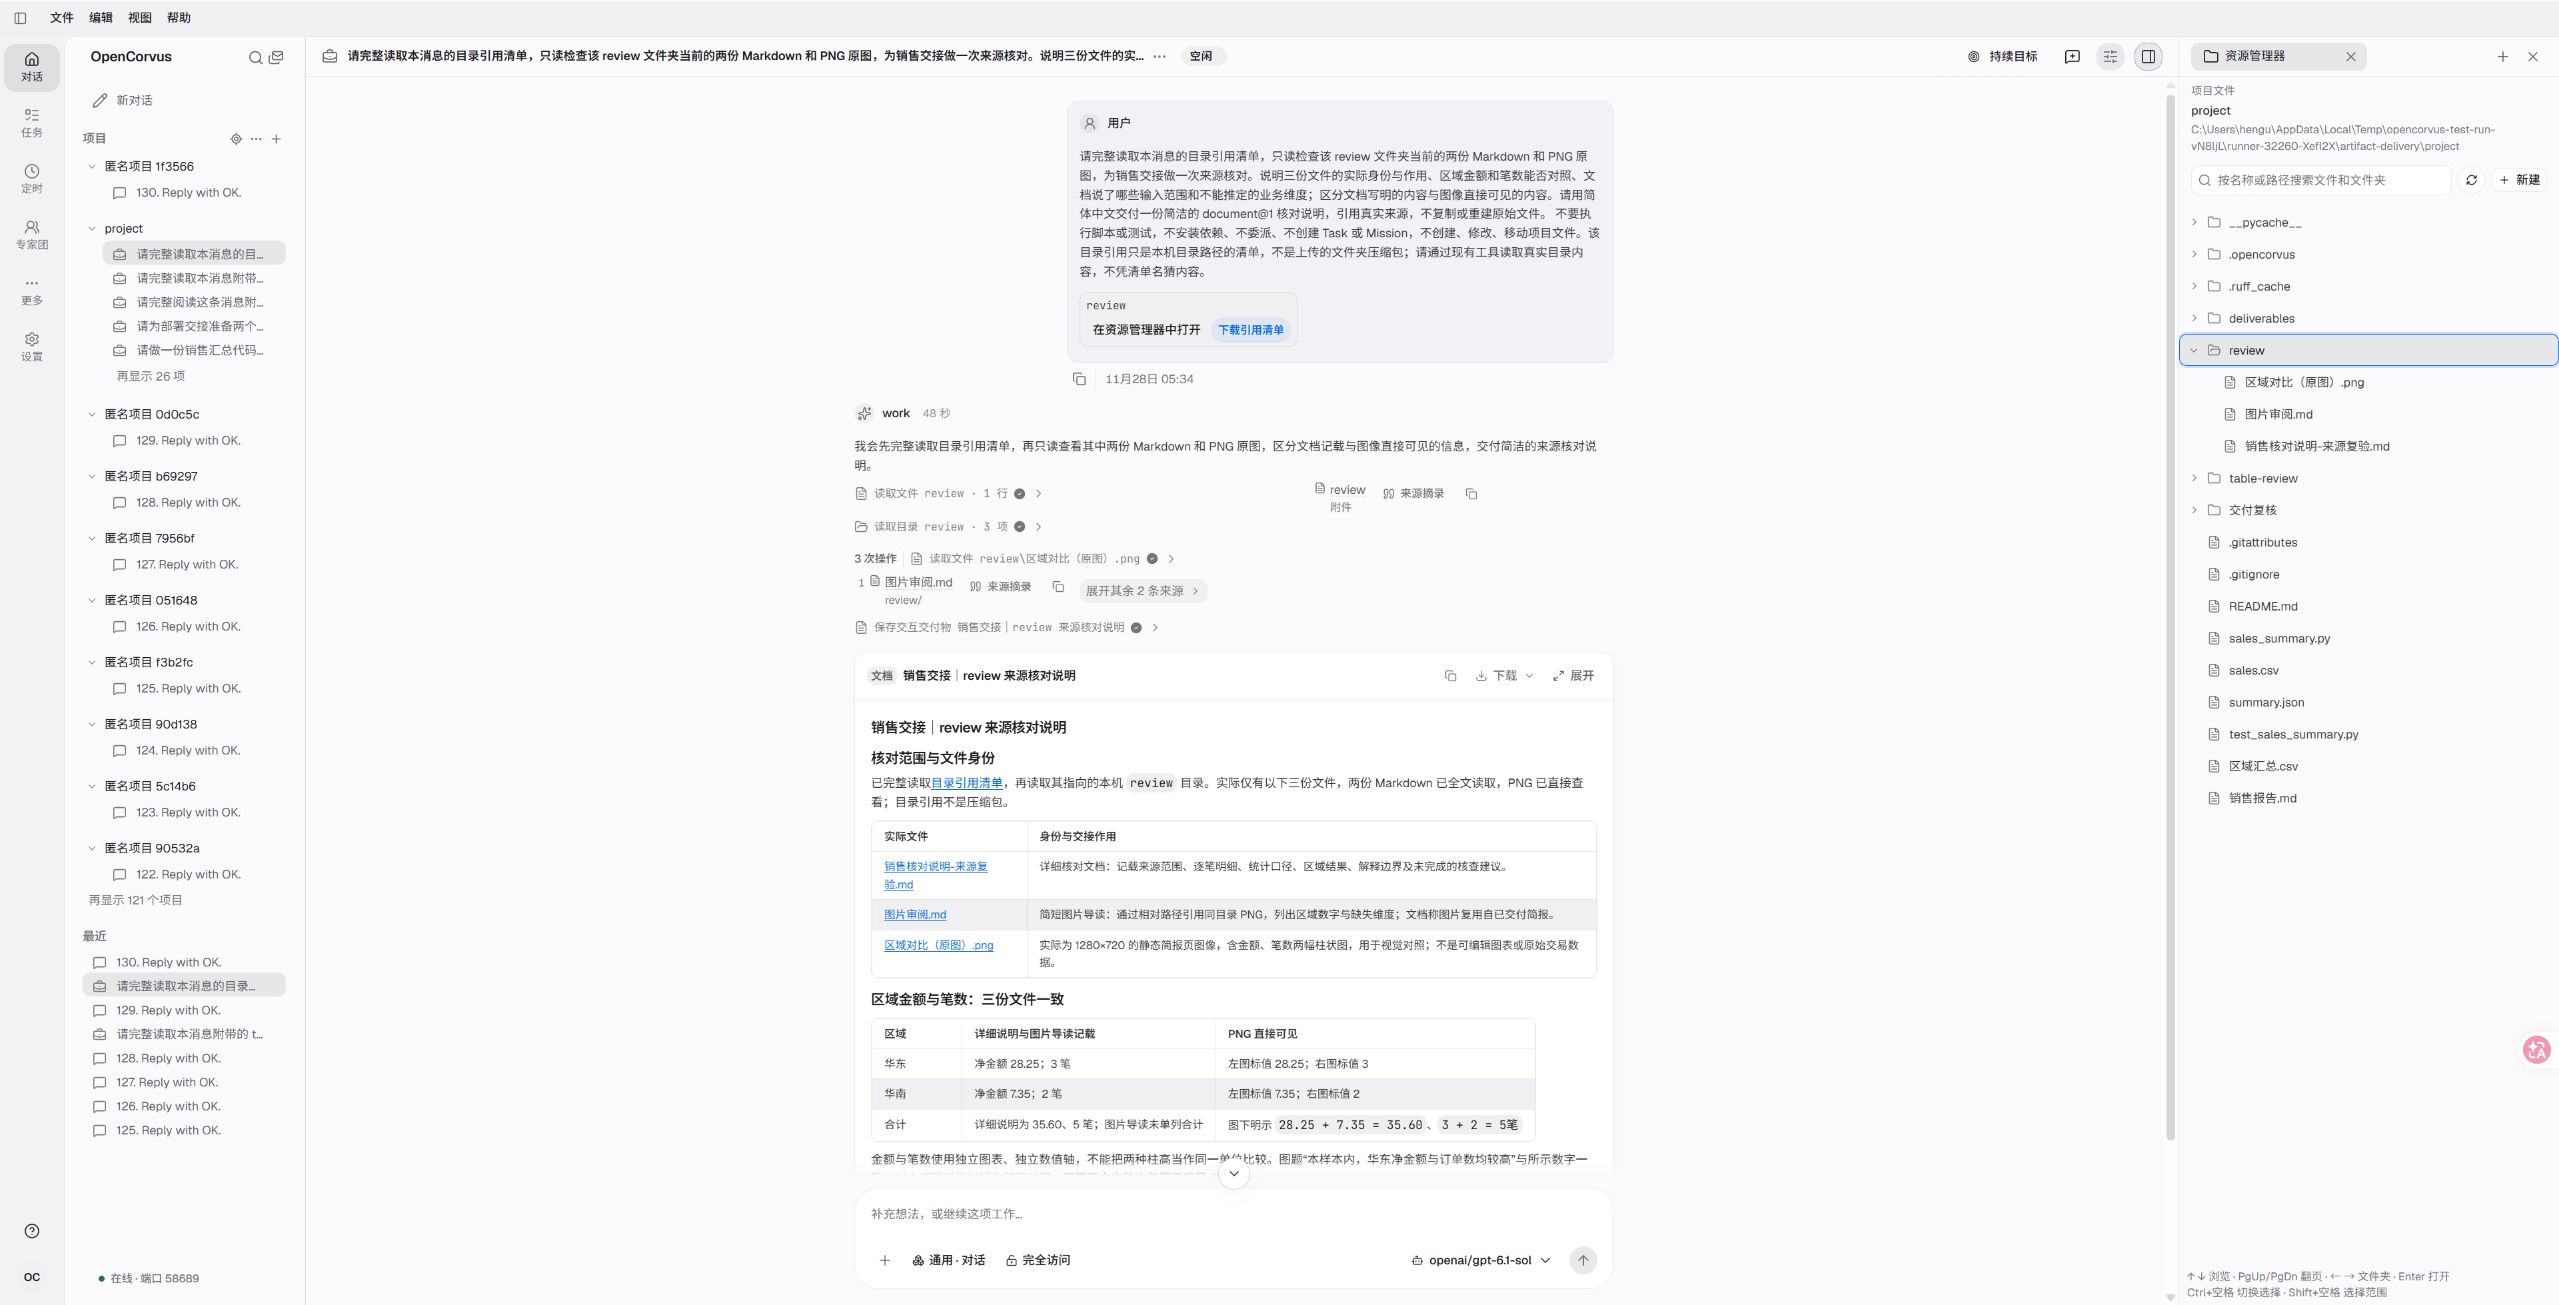 文件 编辑 视图 帮助
对话
任务
定时
专家团
更多
设置
OC
OpenCorvus
新对话
项目
匿名项目 1f3566
130. Reply with OK.
project
请完整读取本消息的目...
请完整读取本消息附带...
请完整阅读这条消息附...
请为部署交接准备两个...
请做一份销售汇总代码...
再显示 26 项
匿名项目 0d0c5c
129. Reply with OK.
匿名项目 b69297
128. Reply with OK.
匿名项目 7956bf
127. Reply with OK.
匿名项目 051648
126. Reply with OK.
匿名项目 f3b2fc
125. Reply with OK.
匿名项目 90d138
124. Reply with OK.
匿名项目 5c14b6
123. Reply with OK.
匿名项目 90532a
122. Reply with OK.
再显示 121 个项目
最近
130. Reply with OK.
请完整读取本消息的目录...
129. Reply with OK.
请完整读取本消息附带的 t...
128. Reply with OK.
127. Reply with OK.
126. Reply with OK.
125. Reply with OK.
在线 · 端口 58689
请完整读取本消息的目录引用清单，只读检查该 review 文件夹当前的两份 Markdown 和 PNG 原图，为销售交接做一次来源核对。说明三份文件的实... ··· 空闲
持续目标
用户
请完整读取本消息的目录引用清单，只读检查该 review 文件夹当前的两份 Markdown 和 PNG 原
图，为销售交接做一次来源核对。说明三份文件的实际身份与作用、区域金额和笔数能否对照、文
档说了哪些输入范围和不能推定的业务维度；区分文档写明的内容与图像直接可见的内容。请用简
体中文交付一份简洁的 document@1 核对说明，引用真实来源，不复制或重建原始文件。 不要执
行脚本或测试，不安装依赖、不委派、不创建 Task 或 Mission，不创建、修改、移动项目文件。该
目录引用只是本机目录路径的清单，不是上传的文件夹压缩包；请通过现有工具读取真实目录内
容，不凭清单名猜内容。
review
在资源管理器中打开 下载引用清单
11月28日 05:34
work 48 秒
我会先完整读取目录引用清单，再只读查看其中两份 Markdown 和 PNG 原图，区分文档记载与图像直接可见的信息，交付简洁的来源核对说
明。
读取文件 review · 1 行
review 来源摘录
附件
读取目录 review · 3 项
3 次操作 读取文件 review\区域对比（原图）.png
1 图片审阅.md 来源摘录 展开其余 2 条来源
review/
保存交互交付物 销售交接｜review 来源核对说明
文档 销售交接｜review 来源核对说明 下载 展开
销售交接｜review 来源核对说明
核对范围与文件身份
已完整读取目录引用清单，再读取其指向的本机 review 目录。实际仅有以下三份文件，两份 Markdown 已全文读取，PNG 已直接查
看；目录引用不是压缩包。
实际文件 身份与交接作用
销售核对说明-来源复 详细核对文档：记载来源范围、逐笔明细、统计口径、区域结果、解释边界及未完成的核查建议。
验.md
图片审阅.md 简短图片导读：通过相对路径引用同目录 PNG，列出区域数字与缺失维度；文档称图片复用自已交付简报。
区域对比（原图）.png 实际为 1280×720 的静态简报页图像，含金额、笔数两幅柱状图，用于视觉对照；不是可编辑图表或原始交易数
据。
区域金额与笔数：三份文件一致
区域 详细说明与图片导读记载 PNG 直接可见
华东 净金额 28.25；3 笔 左图标值 28.25；右图标值 3
华南 净金额 7.35；2 笔 左图标值 7.35；右图标值 2
合计 详细说明为 35.60、5 笔；图片导读未单列合计 图下明示 28.25 + 7.35 = 35.60、3 + 2 = 5笔
金额与笔数使用独立图表、独立数值轴，不能把两种柱高当作同一单位比较。图题“本样本内，华东净金额与订单数均较高”与所示数字一
补充想法，或继续这项工作...
通用 · 对话 完全访问 openai/gpt-6.1-sol
资源管理器
项目文件
project
C:\Users\hengu\AppData\Local\Temp\opencorvus-test-run-
vN8IjL\runner-32260-XefI2X\artifact-delivery\project
按名称或路径搜索文件和文件夹 新建
__pycache__
.opencorvus
.ruff_cache
deliverables
review
区域对比（原图）.png
图片审阅.md
销售核对说明-来源复验.md
table-review
交付复核
.gitattributes
.gitignore
README.md
sales_summary.py
sales.csv
summary.json
test_sales_summary.py
区域汇总.csv
销售报告.md
↑↓ 浏览 · PgUp/PgDn 翻页 · ←→ 文件夹 · Enter 打开
Ctrl+空格 切换选择 · Shift+空格 选择范围